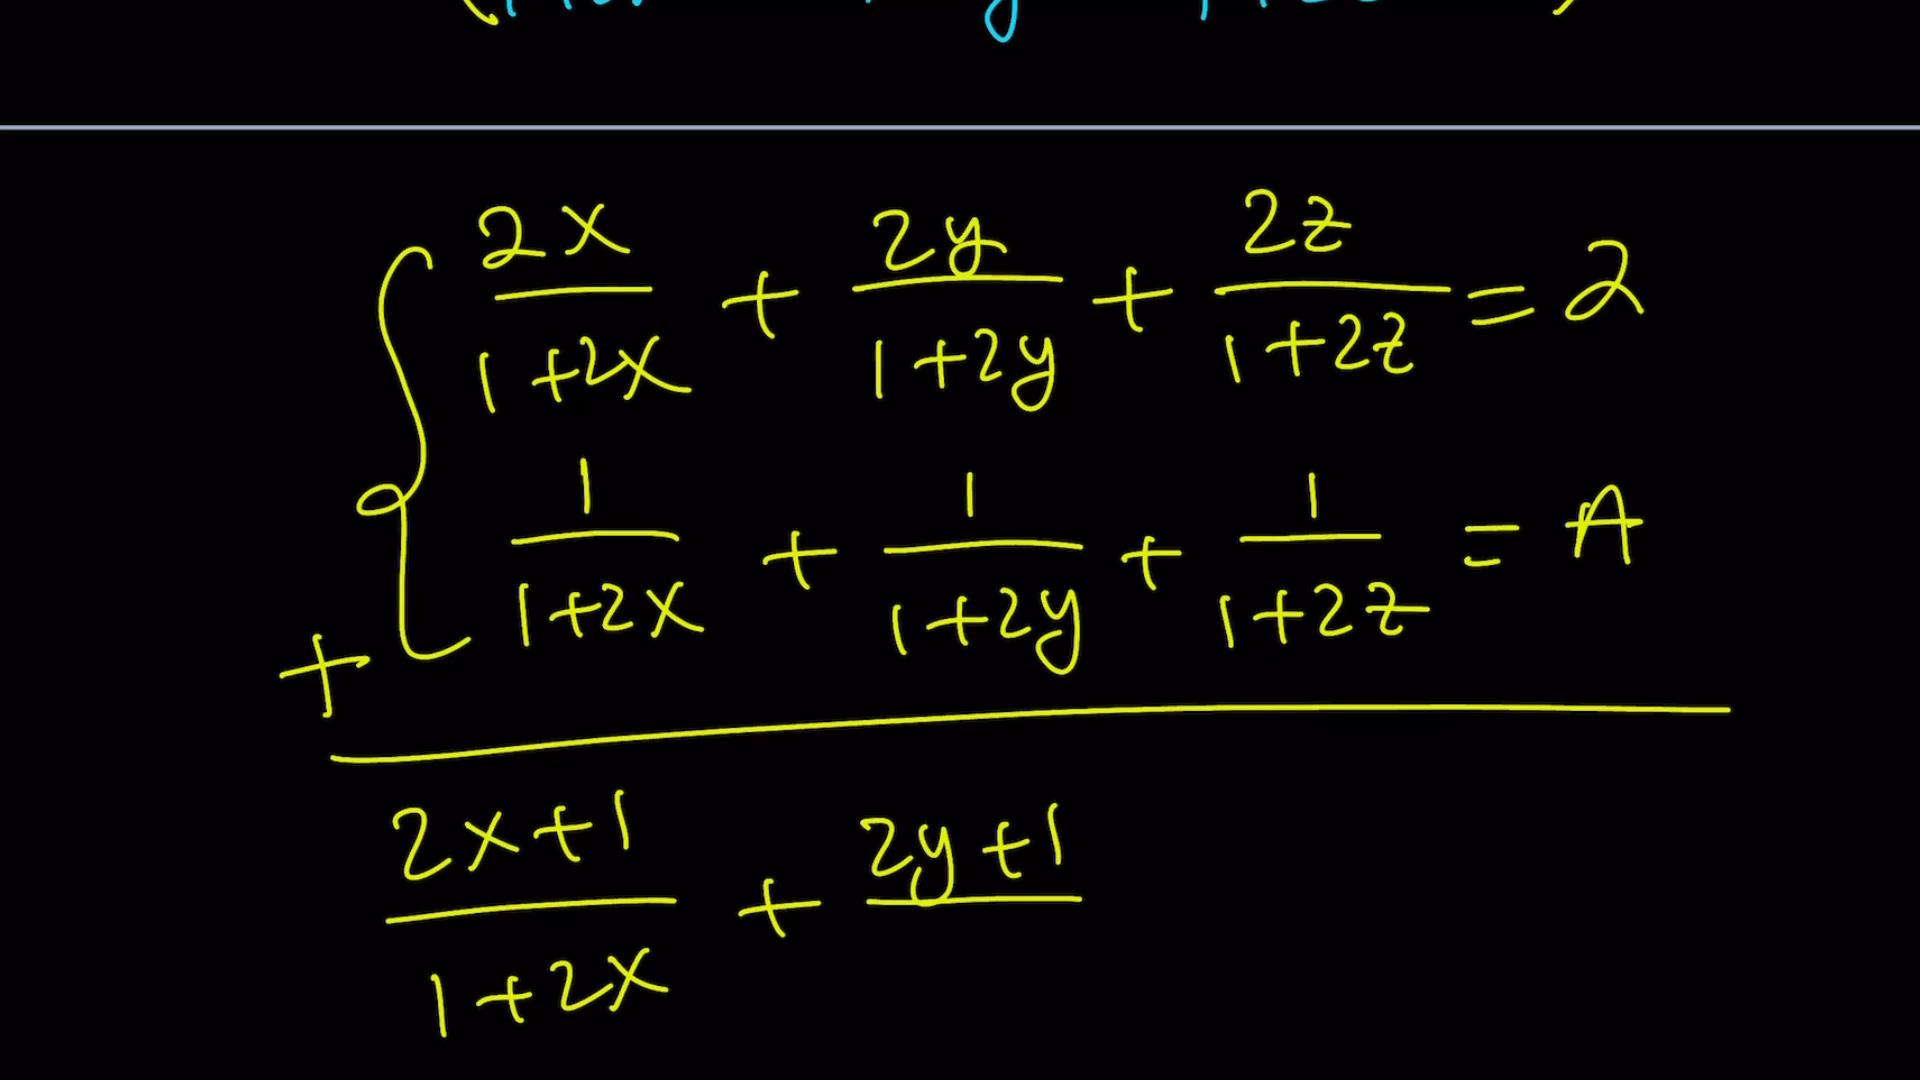 2x/(1+2x) + 2y/(1+2y) + 2z/(1+2z) = 2
1/(1+2x) + 1/(1+2y) + 1/(1+2z) = A
+
(2x+1)/(1+2x) + 2y+1